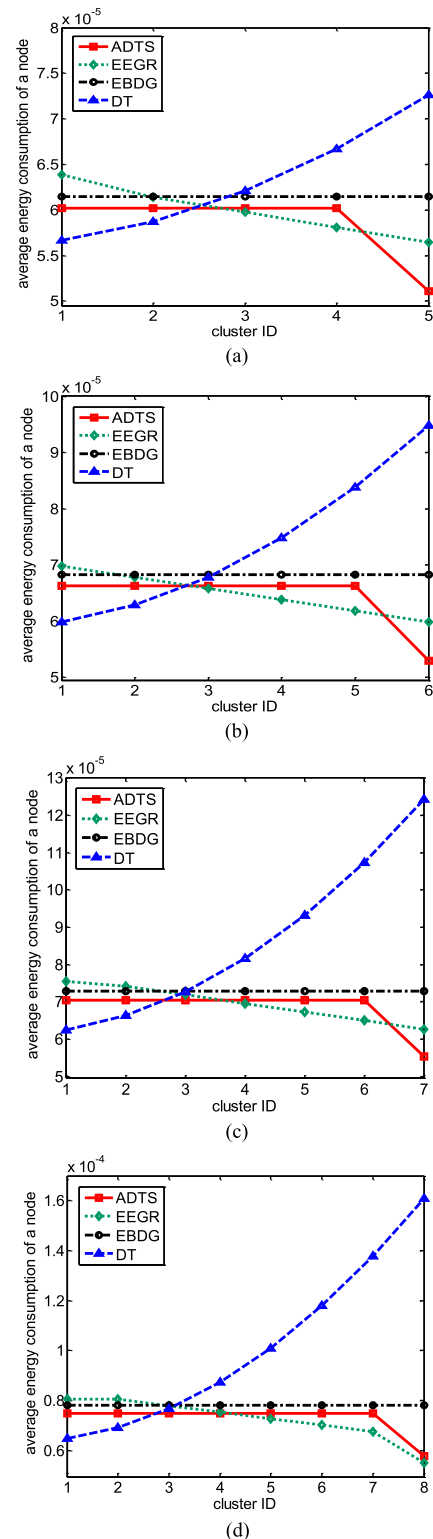 x 10-5
8
7.5
7
6.5
6
5.5
5
ADTS
EEGR
EBDG
DT
average energy consumption of a node
1 2 3 4 5
cluster ID
(a)
x 10-5
10
9
8
7
6
5
ADTS
EEGR
EBDG
DT
average energy consumption of a node
1 2 3 4 5 6
cluster ID
(b)
x 10-5
13
12
11
10
9
8
7
6
5
ADTS
EEGR
EBDG
DT
average energy consumption of a node
1 2 3 4 5 6 7
cluster ID
(c)
x 10-4
1.6
1.4
1.2
1
0.8
0.6
ADTS
EEGR
EBDG
DT
average energy consumption of a node
1 2 3 4 5 6 7 8
cluster ID
(d)